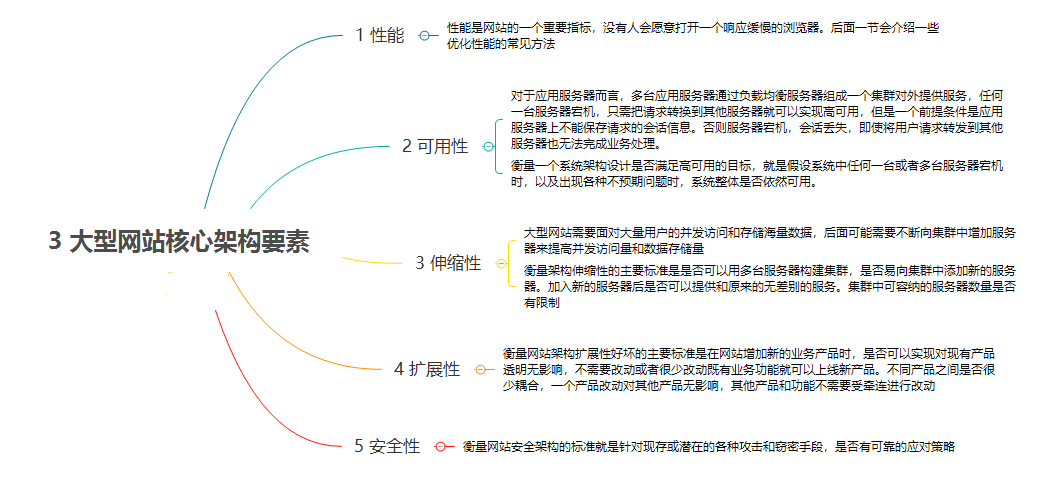 3 大型网站核心架构要素
1 性能
性能是网站的一个重要指标，没有人会愿意打开一个响应缓慢的浏览器。后面一节会介绍一些
优化性能的常见方法
2 可用性
对于应用服务器而言，多台应用服务器通过负载均衡服务器组成一个集群对外提供服务，任何
一台服务器宕机，只需把请求转换到其他服务器就可以实现高可用，但是一个前提条件是应用
服务器上不能保存请求的会话信息。否则服务器宕机，会话丢失，即使将用户请求转发到其他
服务器也无法完成业务处理。
衡量一个系统架构设计是否满足高可用的目标，就是假设系统中任何一台或者多台服务器宕机
时，以及出现各种不预期问题时，系统整体是否依然可用。
3 伸缩性
大型网站需要面对大量用户的并发访问和存储海量数据，后面可能需要不断向集群中增加服务
器来提高并发访问量和数据存储量
衡量架构伸缩性的主要标准是是否可以用多台服务器构建集群，是否易向集群中添加新的服务
器。加入新的服务器后是否可以提供和原来的无差别的服务。集群中可容纳的服务器数量是否
有限制
4 扩展性
衡量网站架构扩展性好坏的主要标准是在网站增加新的业务产品时，是否可以实现对现有产品
透明无影响，不需要改动或者很少改动既有业务功能就可以上线新产品。不同产品之间是否很
少耦合，一个产品改动对其他产品无影响，其他产品和功能不需要受牵连进行改动
5 安全性
衡量网站安全架构的标准就是针对现存或潜在的各种攻击和窃密手段，是否有可靠的应对策略